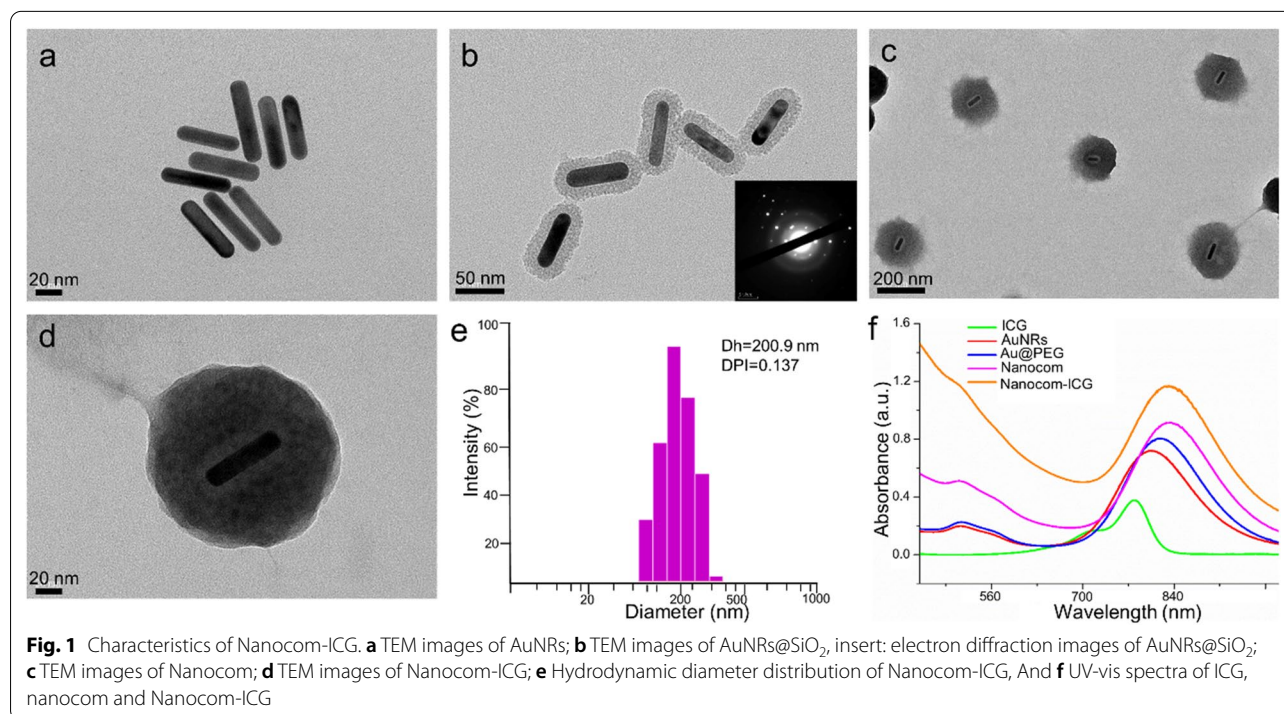 a
20 nm
b
50 nm
c
200 nm
d
20 nm
e
Dh=200.9 nm
DPI=0.137
Intensity (%)
100
80
60
40
20
20
200
500
1000
Diameter (nm)
f
ICG
AuNRs
Au@PEG
Nanocom
Nanocom-ICG
Absorbance (a.u.)
1.6
1.2
0.8
0.4
0.0
560
700
840
Wavelength (nm)
Fig. 1 Characteristics of Nanocom-ICG. a TEM images of AuNRs; b TEM images of AuNRs@SiO₂, insert: electron diffraction images of AuNRs@SiO₂;
c TEM images of Nanocom; d TEM images of Nanocom-ICG; e Hydrodynamic diameter distribution of Nanocom-ICG, And f UV-vis spectra of ICG,
nanocom and Nanocom-ICG